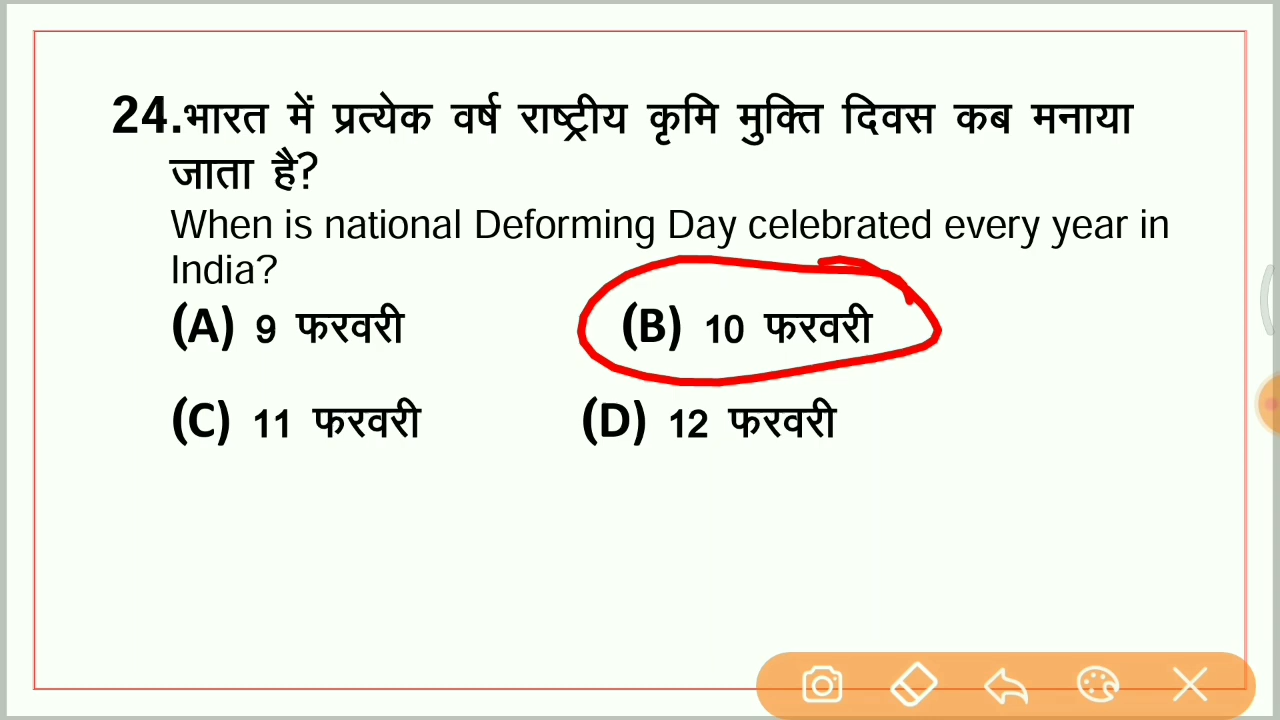 24.भारत में प्रत्येक वर्ष राष्ट्रीय कृमि मुक्ति दिवस कब मनाया
जाता है?
When is national Deforming Day celebrated every year in
India?
(A) 9 फरवरी (B) 10 फरवरी
(C) 11 फरवरी (D) 12 फरवरी